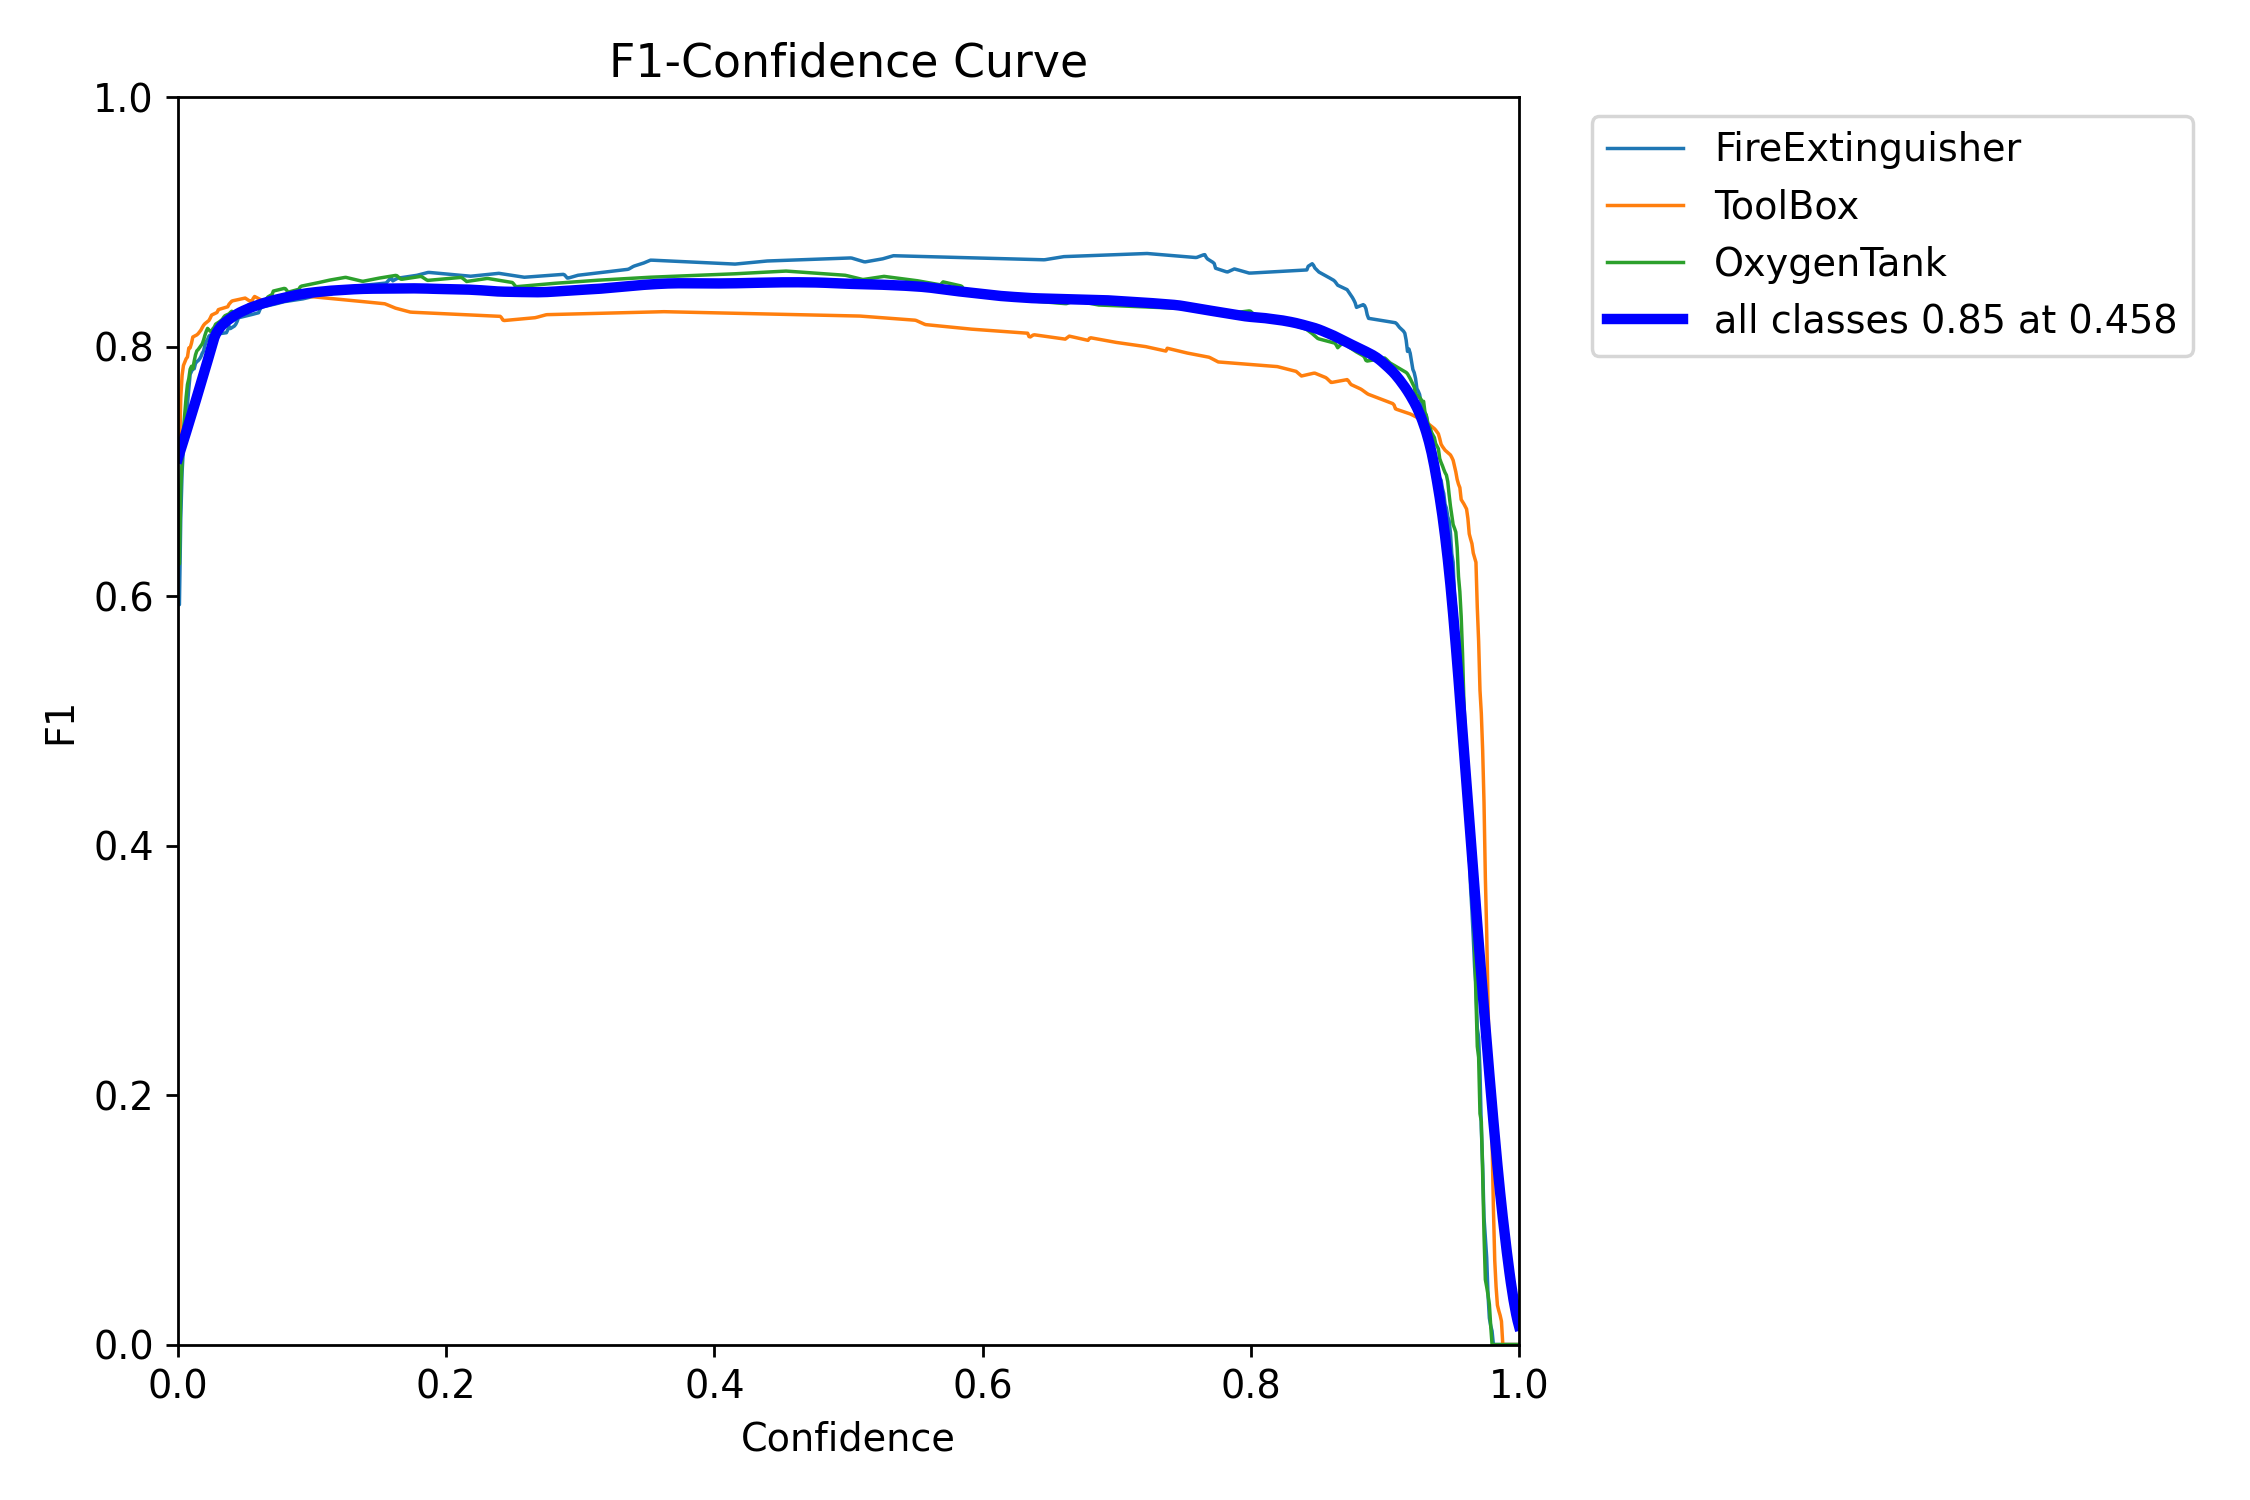 F1-Confidence Curve
1.0
0.8
0.6
0.4
0.2
0.0
F1
0.0 0.2 0.4 0.6 0.8 1.0
Confidence
FireExtinguisher
ToolBox
OxygenTank
all classes 0.85 at 0.458